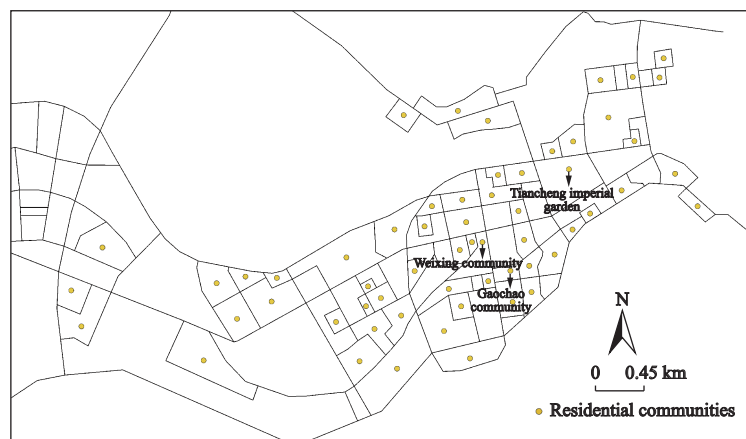 Tiancheng imperial
garden
Weixing community
Gaochao
community
N
0 0.45 km
Residential communities